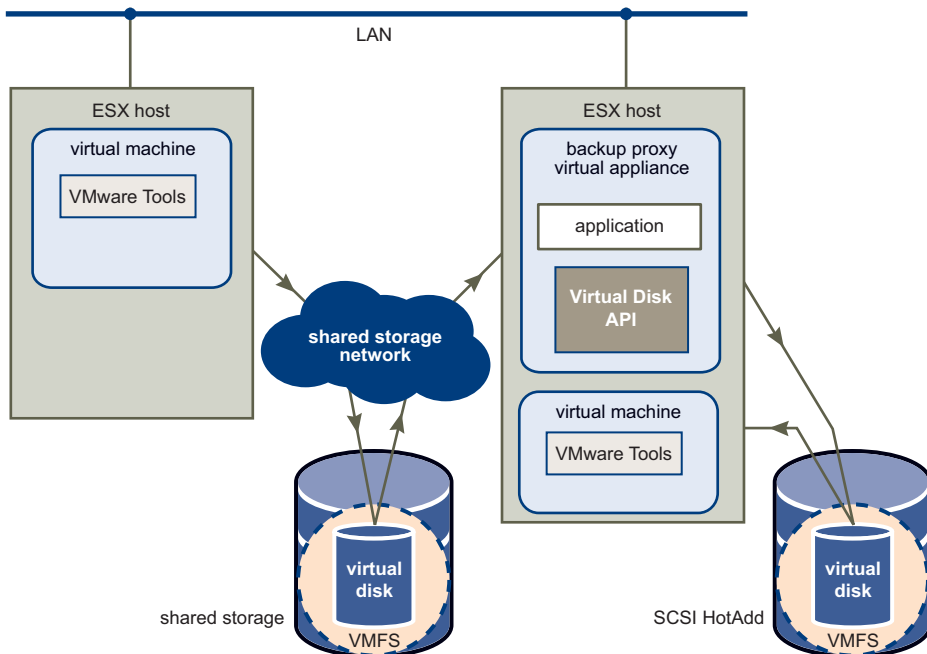 LAN
ESX host
virtual machine
VMware Tools
ESX host
backup proxy
virtual appliance
application
Virtual Disk
API
virtual machine
VMware Tools
shared storage
network
virtual
disk
VMFS
shared storage
virtual
disk
VMFS
SCSI HotAdd